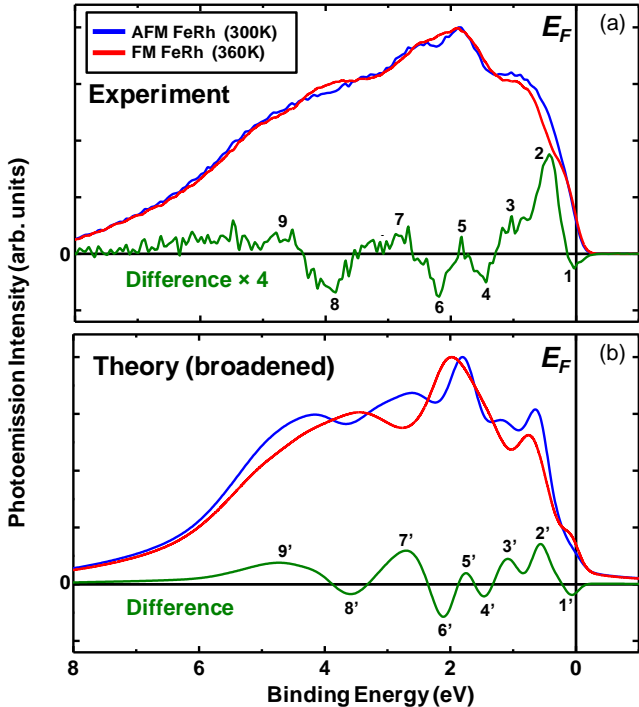 AFM FeRh (300K)
FM FeRh (360K)
E_F
(a)
Experiment
2
9
7
5
3
0
1
Difference × 4
8
6
4
Photoemission Intensity (arb. units)
Theory (broadened)
E_F
(b)
9’
7’
5’
3’
2’
0
Difference
8’
6’
4’
1’
8
6
4
2
0
Binding Energy (eV)